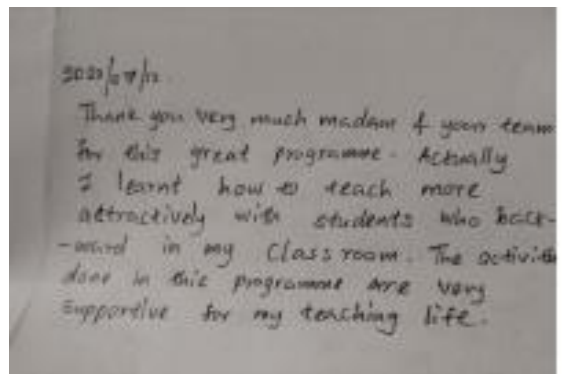 Thank you very much madam & your team
for this great programme. Actually
I learnt how to teach more
attractively with students who back-
-ward in my class room. The activities
done in this programme are very
supportive for my teaching life.